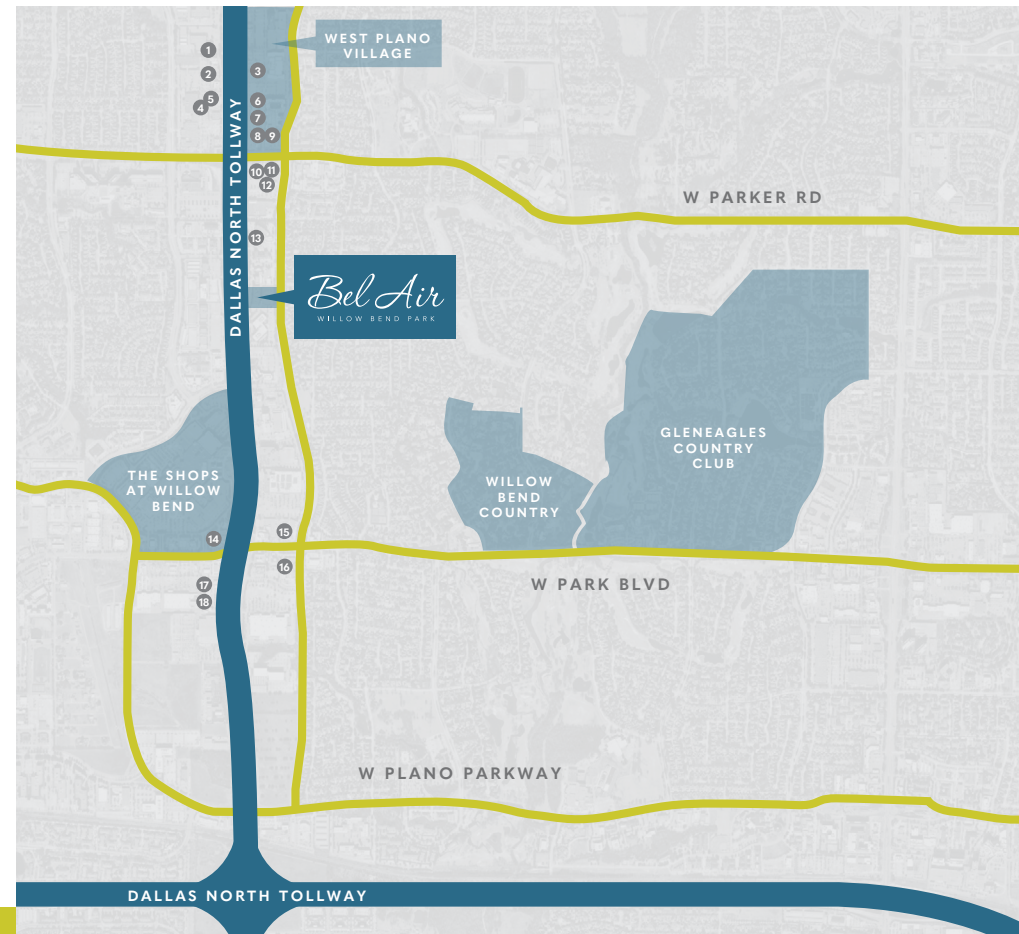 WEST PLANO
VILLAGE
1
2
3
5
4
6
7
8
9
DALLAS NORTH TOLLWAY
10
11
12
W PARKER RD
13
Bel Air
WILLOW BEND PARK
GLENEAGLES
COUNTRY
CLUB
THE SHOPS
AT WILLOW
BEND
WILLOW
BEND
COUNTRY
14
15
16
W PARK BLVD
17
18
W PLANO PARKWAY
DALLAS NORTH TOLLWAY